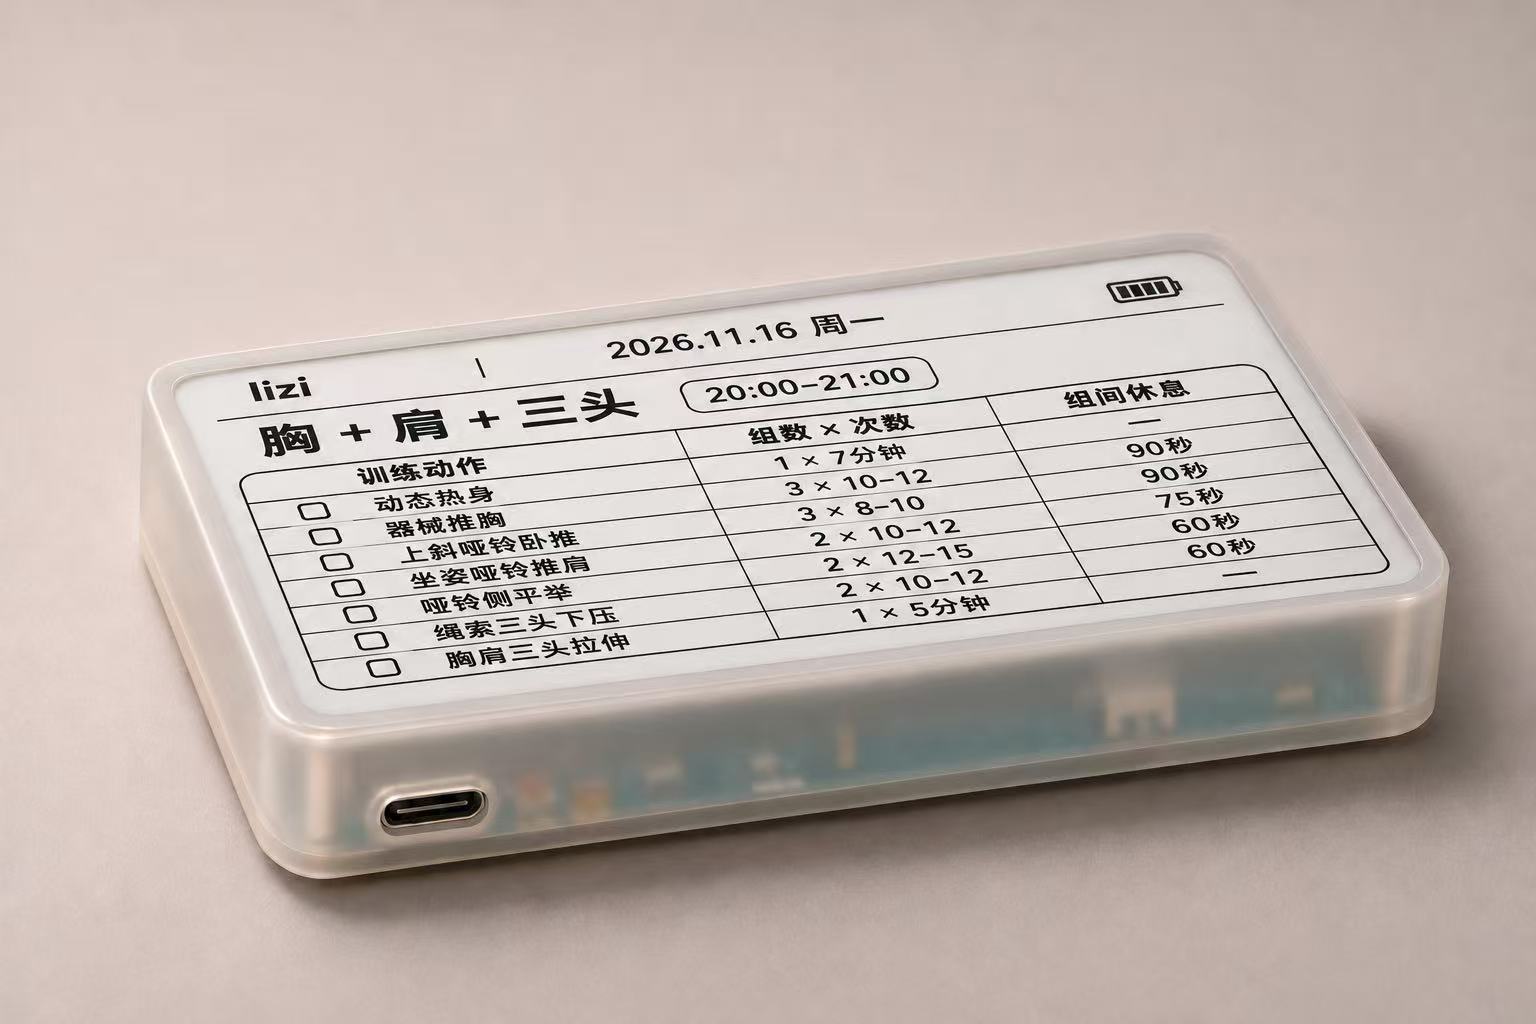 lizi | 2026.11.16 周一
胸 + 肩 + 三头 20:00-21:00
训练动作 组数 × 次数 组间休息
动态热身 1 × 7分钟 —
器械推胸 3 × 10-12 90秒
上斜哑铃卧推 3 × 8-10 90秒
坐姿哑铃推肩 2 × 10-12 75秒
哑铃侧平举 2 × 12-15 60秒
绳索三头下压 2 × 10-12 60秒
胸肩三头拉伸 1 × 5分钟 —